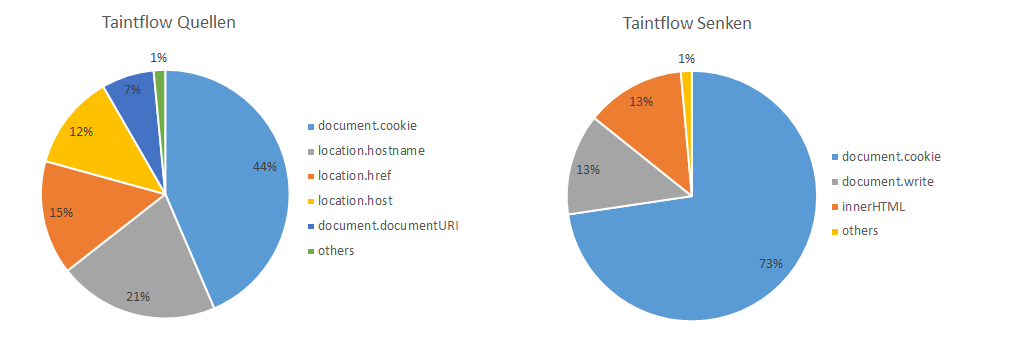 Taintflow Quellen
1%
7%
12%
44%
15%
21%
document.cookie
location.hostname
location.href
location.host
document.documentURI
others
Taintflow Senken
1%
13%
13%
73%
document.cookie
document.write
innerHTML
others